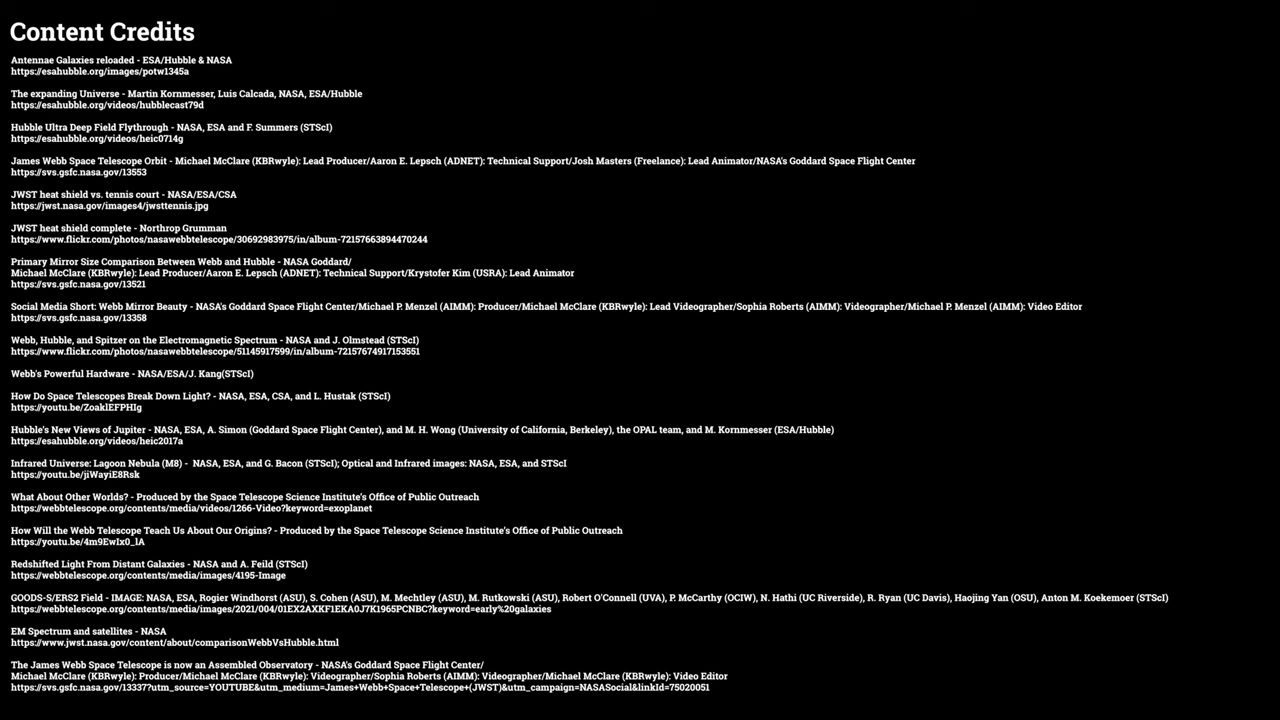 Content Credits
Antennae Galaxies reloaded - ESA/Hubble & NASA
https://esahubble.org/images/potw1345a
The expanding Universe - Martin Kornmesser, Luis Calcada, NASA, ESA/Hubble
https://esahubble.org/videos/hubblecast79d
Hubble Ultra Deep Field Flythrough - NASA, ESA and F. Summers (STScI)
https://esahubble.org/videos/heic0714g
James Webb Space Telescope Orbit - Michael McClare (KBRwyle): Lead Producer/Aaron E. Lepsch (ADNET): Technical Support/Josh Masters (Freelance): Lead Animator/NASA's Goddard Space Flight Center
https://svs.gsfc.nasa.gov/13553
JWST heat shield vs. tennis court - NASA/ESA/CSA
https://jwst.nasa.gov/images4/jwsttennis.jpg
JWST heat shield complete - Northrop Grumman
https://www.flickr.com/photos/nasawebbtelescope/30692983975/in/album-72157663894470244
Primary Mirror Size Comparison Between Webb and Hubble - NASA Goddard/
Michael McClare (KBRwyle): Lead Producer/Aaron E. Lepsch (ADNET): Technical Support/Krystofer Kim (USRA): Lead Animator
https://svs.gsfc.nasa.gov/13521
Social Media Short: Webb Mirror Beauty - NASA's Goddard Space Flight Center/Michael P. Menzel (AIMM): Producer/Michael McClare (KBRwyle): Lead Videographer/Sophia Roberts (AIMM): Videographer/Michael P. Menzel (AIMM): Video Editor
https://svs.gsfc.nasa.gov/13358
Webb, Hubble, and Spitzer on the Electromagnetic Spectrum - NASA and J. Olmstead (STScI)
https://www.flickr.com/photos/nasawebbtelescope/51145917599/in/album-72157674917153551
Webb's Powerful Hardware - NASA/ESA/J. Kang(STScI)
How Do Space Telescopes Break Down Light? - NASA, ESA, CSA, and L. Hustak (STScI)
https://youtu.be/ZoaklEFPHIg
Hubble's New Views of Jupiter - NASA, ESA, A. Simon (Goddard Space Flight Center), and M. H. Wong (University of California, Berkeley), the OPAL team, and M. Kornmesser (ESA/Hubble)
https://esahubble.org/videos/heic2017a
Infrared Universe: Lagoon Nebula (M8) - NASA, ESA, and G. Bacon (STScI); Optical and Infrared images: NASA, ESA, and STScI
https://youtu.be/jiWayiE8Rsk
What About Other Worlds? - Produced by the Space Telescope Science Institute's Office of Public Outreach
https://webbtelescope.org/contents/media/videos/1266-Video?keyword=exoplanet
How Will the Webb Telescope Teach Us About Our Origins? - Produced by the Space Telescope Science Institute's Office of Public Outreach
https://youtu.be/4m9EwIx0_lA
Redshifted Light From Distant Galaxies - NASA and A. Feild (STScI)
https://webbtelescope.org/contents/media/images/4195-Image
GOODS-S/ERS2 Field - IMAGE: NASA, ESA, Rogier Windhorst (ASU), S. Cohen (ASU), M. Mechtley (ASU), M. Rutkowski (ASU), Robert O'Connell (UVA), P. McCarthy (OCIW), N. Hathi (UC Riverside), R. Ryan (UC Davis), Haojing Yan (OSU), Anton M. Koekemoer (STScI)
https://webbtelescope.org/contents/media/images/2021/004/01EX2AXKF1EKA0J7K1965PCNBC?keyword=early%20galaxies
EM Spectrum and satellites - NASA
https://www.jwst.nasa.gov/content/about/comparisonWebbVsHubble.html
The James Webb Space Telescope is now an Assembled Observatory - NASA's Goddard Space Flight Center/
Michael McClare (KBRwyle): Producer/Michael McClare (KBRwyle): Videographer/Sophia Roberts (AIMM): Videographer/Michael McClare (KBRwyle): Video Editor
https://svs.gsfc.nasa.gov/13337?utm_source=YOUTUBE&utm_medium=James+Webb+Space+Telescope+(JWST)&utm_campaign=NASASocial&linkId=75020051